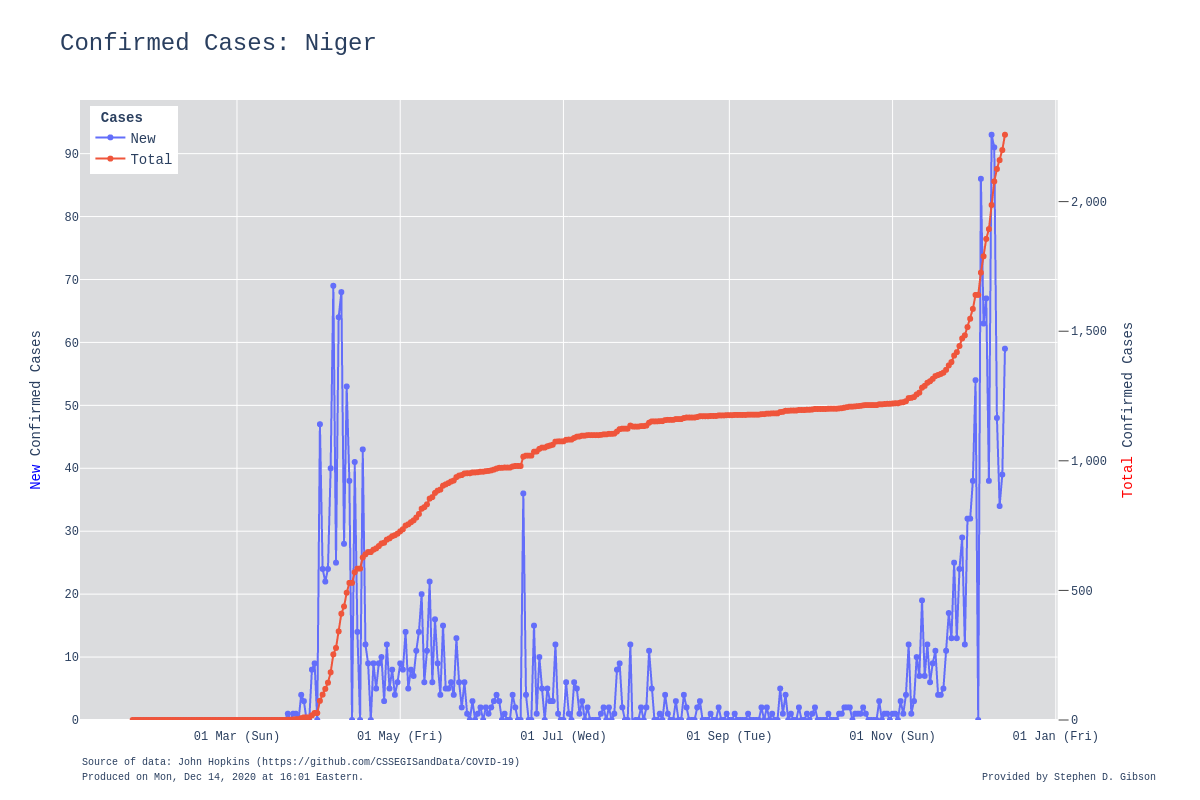 Confirmed Cases: Niger
Cases
New
Total
90
80
70
60
50
40
30
20
10
0
New Confirmed Cases
2,000
1,500
1,000
500
0
Total Confirmed Cases
01 Mar (Sun)
01 May (Fri)
01 Jul (Wed)
01 Sep (Tue)
01 Nov (Sun)
01 Jan (Fri)
Source of data: John Hopkins (https://github.com/CSSEGISandData/COVID-19)
Produced on Mon, Dec 14, 2020 at 16:01 Eastern.
Provided by Stephen D. Gibson